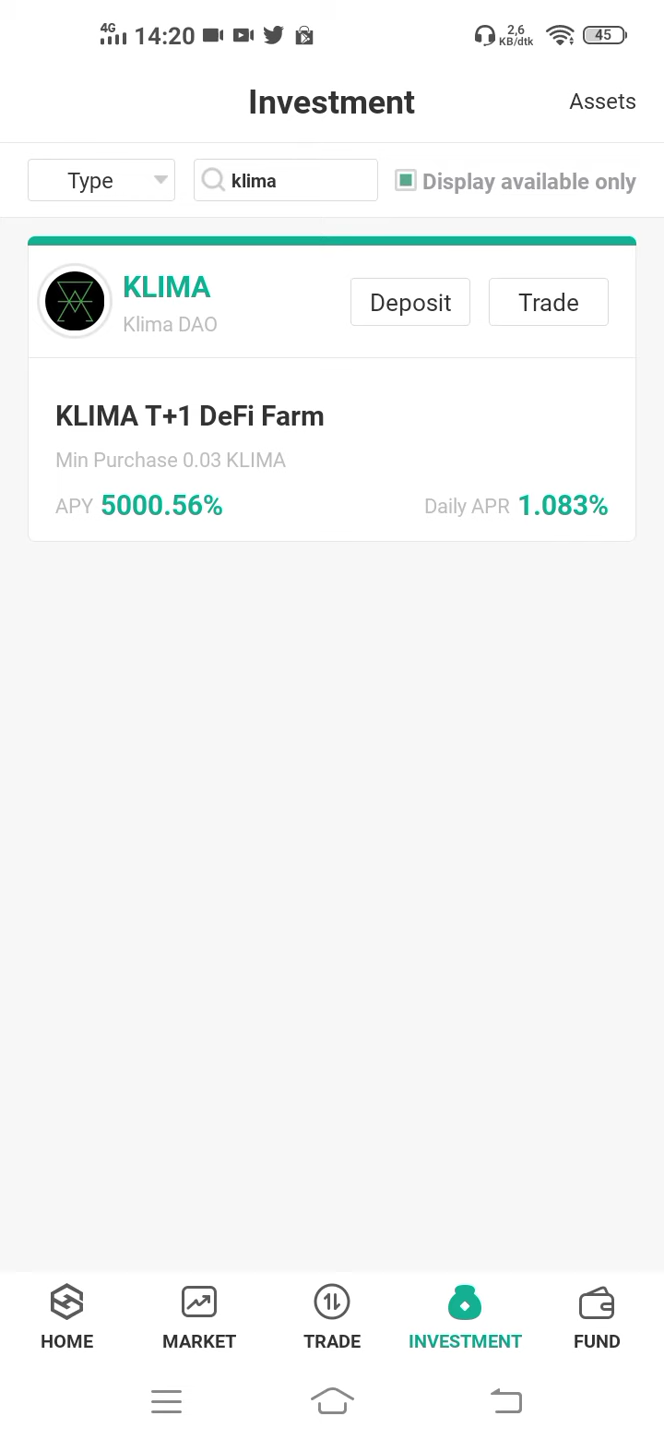 4G 14:20 2,6 KB/dtk 45
Investment Assets
Type klima Display available only
KLIMA
Klima DAO
Deposit Trade
KLIMA T+1 DeFi Farm
Min Purchase 0.03 KLIMA
APY 5000.56% Daily APR 1.083%
HOME MARKET TRADE INVESTMENT FUND